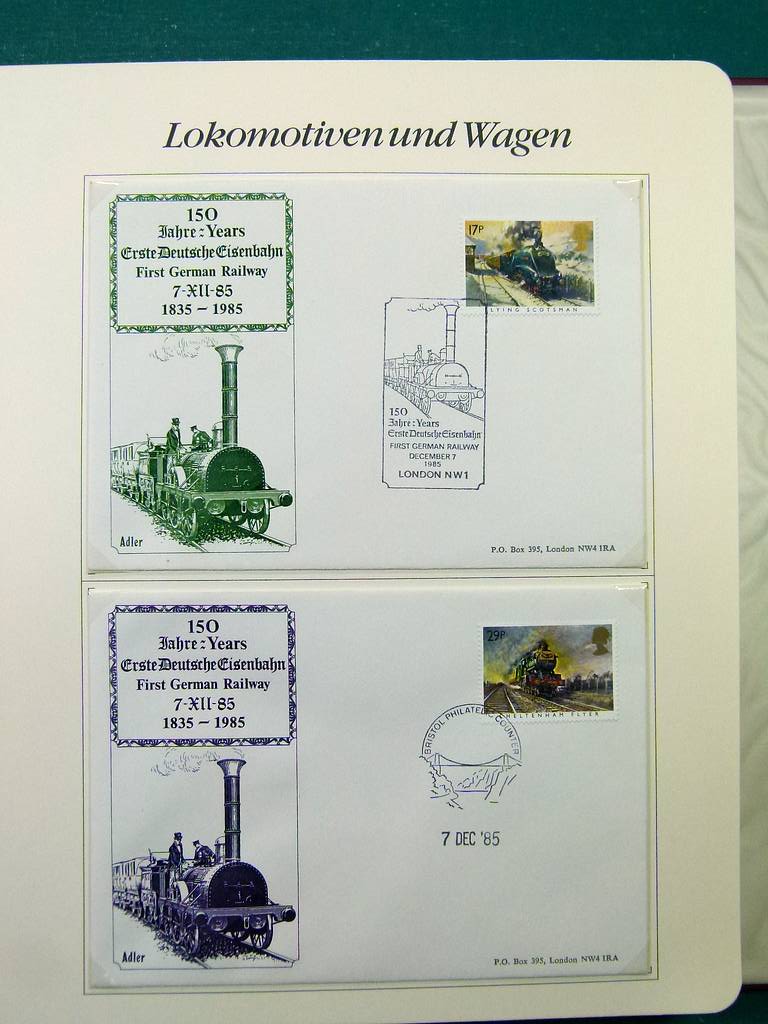 Lokomotiven und Wagen
150
Jahre : Years
Erste Deutsche Eisenbahn
First German Railway
7-XII-85
1835 – 1985
Adler
17P
LYING SCOTSMAN
150
Jahre : Years
Erste Deutsche Eisenbahn
FIRST GERMAN RAILWAY
DECEMBER 7
1985
LONDON NW1
P.O. Box 395, London NW4 1RA
150
Jahre : Years
Erste Deutsche Eisenbahn
First German Railway
7-XII-85
1835 – 1985
Adler
29P
CHELTENHAM FLYER
BRISTOL PHILATELIC COUNTER
7 DEC '85
P.O. Box 395, London NW4 1RA